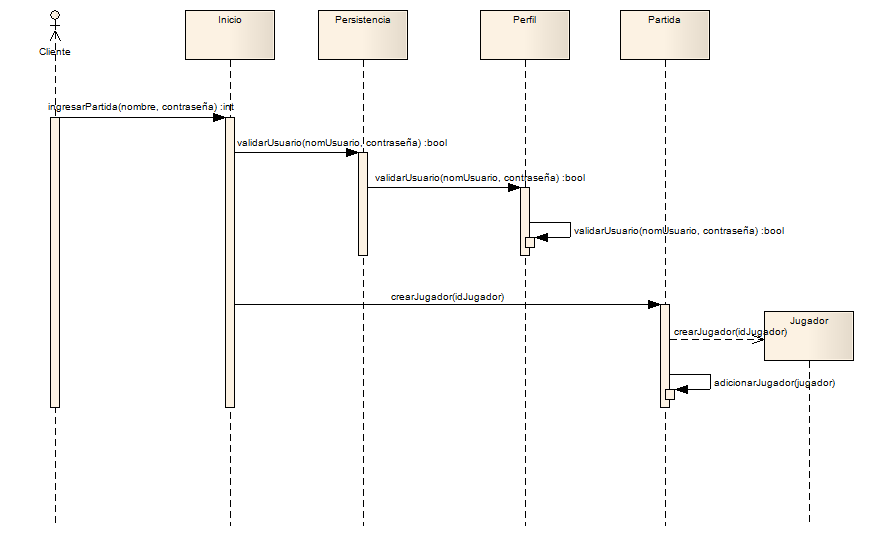 Cliente
Inicio
Persistencia
Perfil
Partida
ingresarPartida(nombre, contraseña) :int
validarUsuario(nomUsuario, contraseña) :bool
validarUsuario(nomUsuario, contraseña) :bool
validarUsuario(nomUsuario, contraseña) :bool
crearJugador(idJugador)
Jugador
crearJugador(idJugador)
adicionarJugador(jugador)